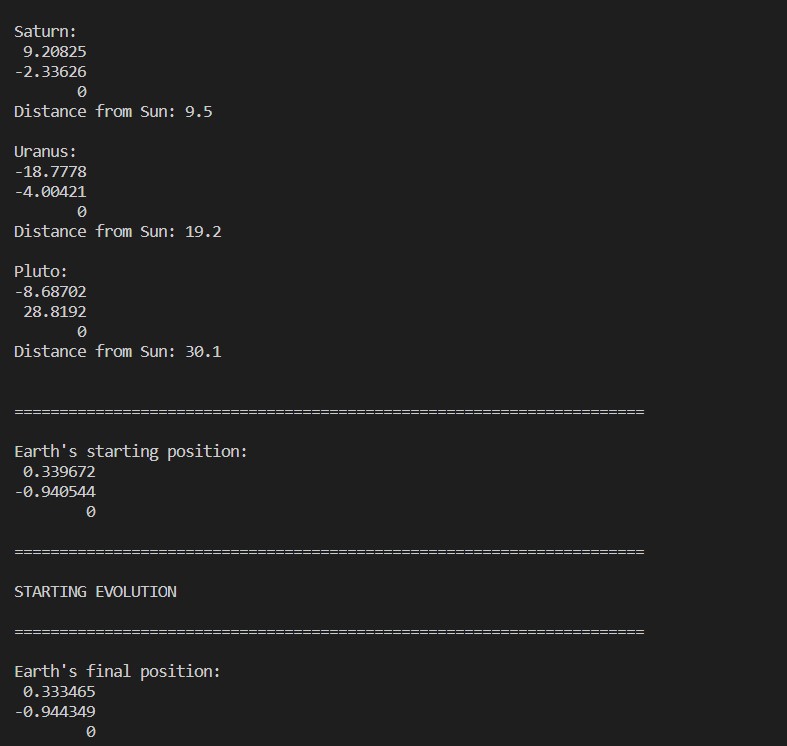 Saturn:
 9.20825
-2.33626
       0
Distance from Sun: 9.5
Uranus:
-18.7778
-4.00421
       0
Distance from Sun: 19.2
Pluto:
-8.68702
 28.8192
       0
Distance from Sun: 30.1
======================================================================
Earth's starting position:
 0.339672
-0.940544
        0
======================================================================
STARTING EVOLUTION
======================================================================
Earth's final position:
 0.333465
-0.944349
        0